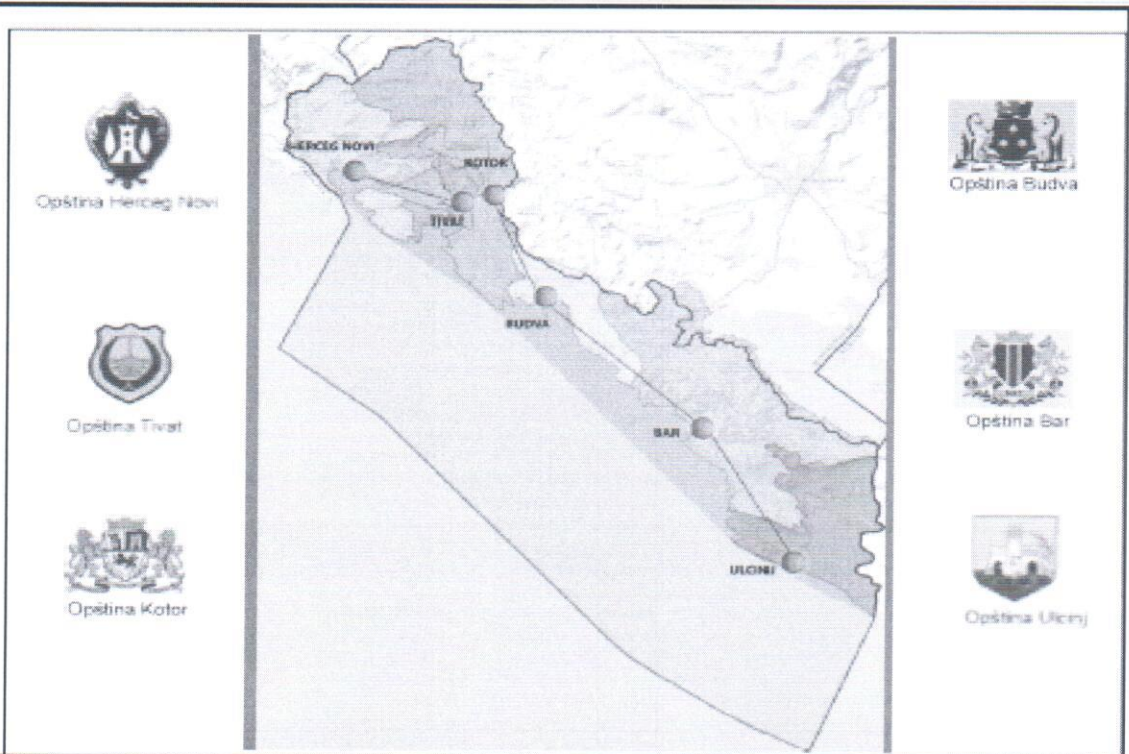 Opština Herceg Novi
Opština Tivat
Opština Kotor
HERCEG NOVI
KOTOR
TIVAT
BUDVA
BAR
ULCINJ
Opština Budva
Opština Bar
Opština Ulcinj